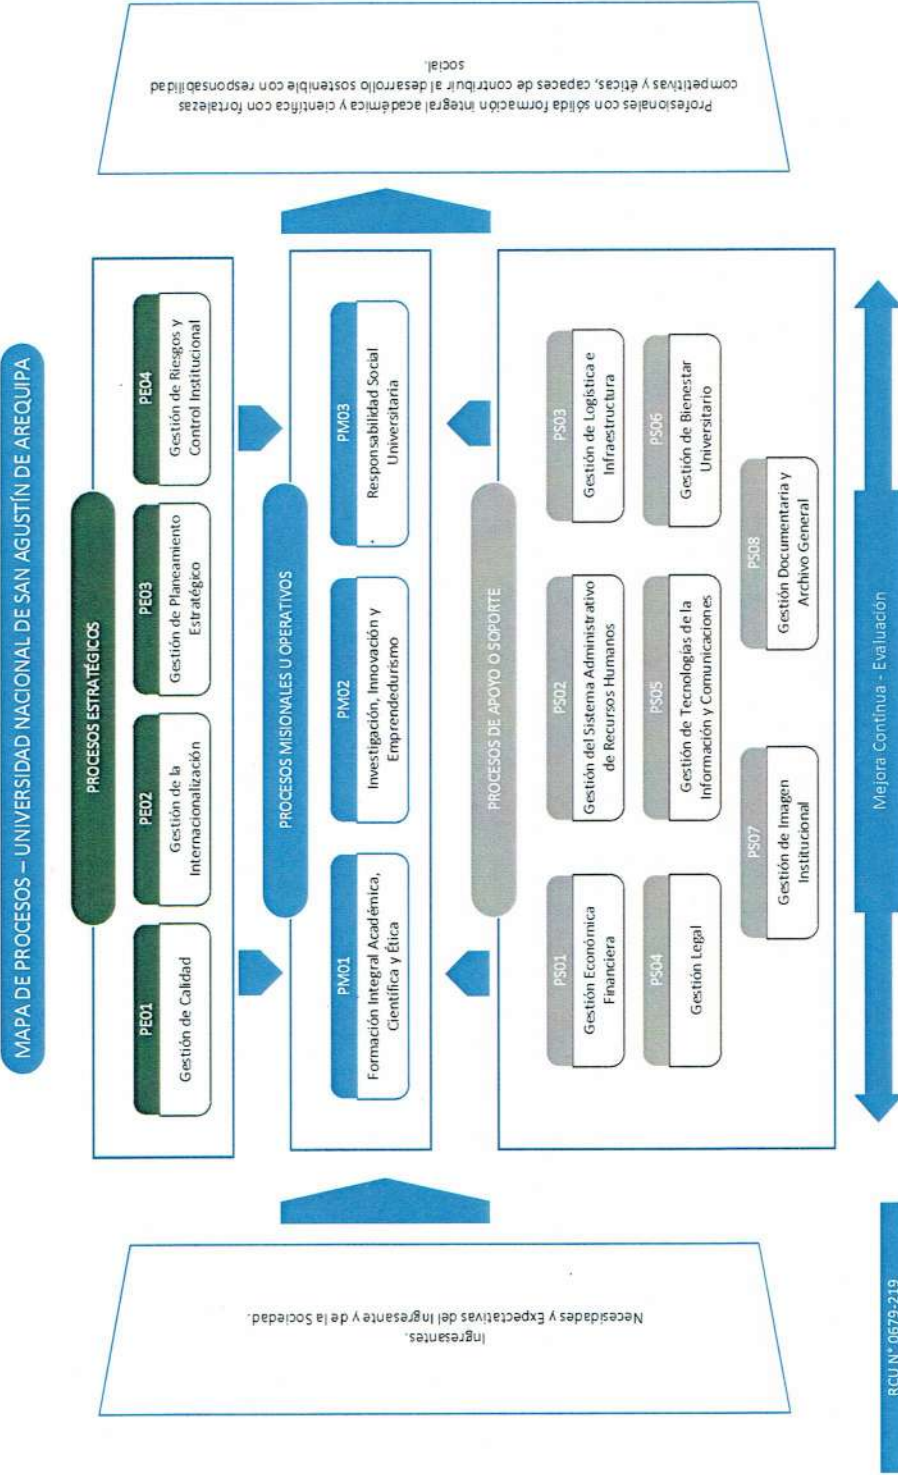 MAPA DE PROCESOS – UNIVERSIDAD NACIONAL DE SAN AGUSTÍN DE AREQUIPA
Ingresantes.
Necesidades y Expectativas del Ingresante y de la Sociedad.
PROCESOS ESTRATÉGICOS
PE01
Gestión de Calidad
PE02
Gestión de la
Internacionalización
PE03
Gestión de Planeamiento
Estratégico
PE04
Gestión de Riesgos y
Control Institucional
PROCESOS MISIONALES U OPERATIVOS
PM01
Formación Integral Académica,
Científica y Ética
PM02
Investigación, Innovación y
Emprendedurismo
PM03
Responsabilidad Social
Universitaria
PROCESOS DE APOYO O SOPORTE
PS01
Gestión Económica
Financiera
PS02
Gestión del Sistema Administrativo
de Recursos Humanos
PS03
Gestión de Logística e
Infraestructura
PS04
Gestión Legal
PS05
Gestión de Tecnologías de la
Información y Comunicaciones
PS06
Gestión de Bienestar
Universitario
PS07
Gestión de Imagen
Institucional
PS08
Gestión Documentaria y
Archivo General
Profesionales con sólida formación integral académica y científica con fortalezas
competitivas y éticas, capaces de contribuir al desarrollo sostenible con responsabilidad
social.
Mejora Continua - Evaluación
RCU N° 0679-219